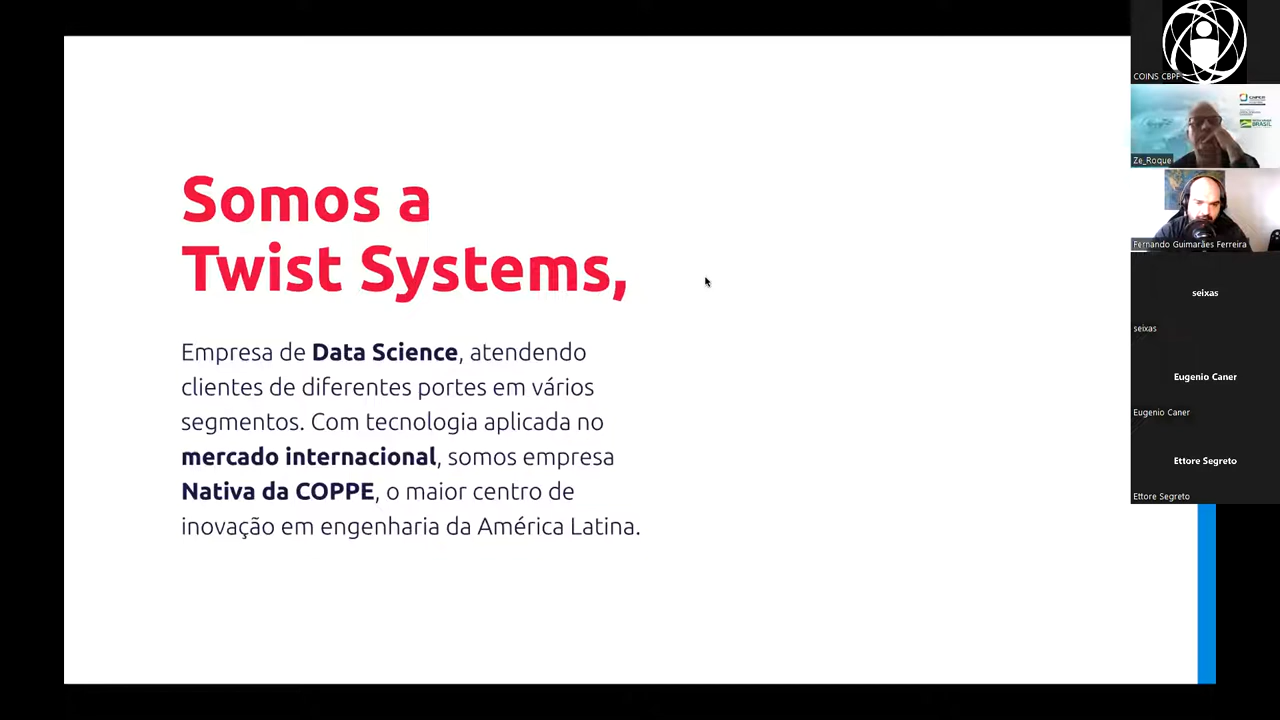 Somos a
Twist Systems,
Empresa de Data Science, atendendo
clientes de diferentes portes em vários
segmentos. Com tecnologia aplicada no
mercado internacional, somos empresa
Nativa da COPPE, o maior centro de
inovação em engenharia da América Latina.
COINS CBPF
CNPEM
BRASIL
Ze_Roque
Fernando Guimarães Ferreira
seixas
seixas
Eugenio Caner
Eugenio Caner
Ettore Segreto
Ettore Segreto